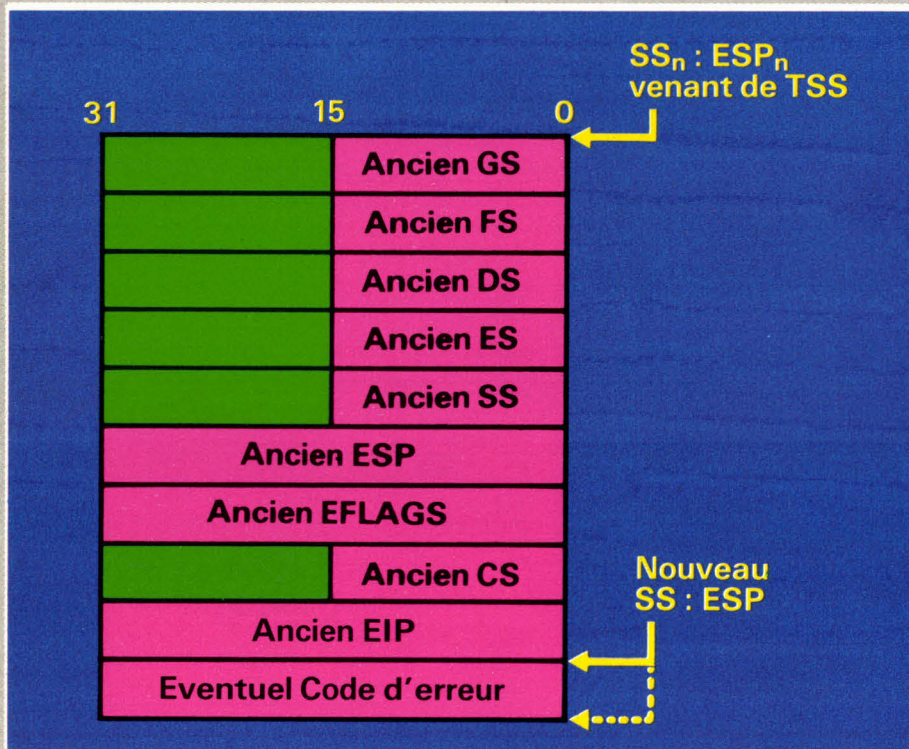 SSn : ESPn
venant de TSS
31 15 0
Ancien GS
Ancien FS
Ancien DS
Ancien ES
Ancien SS
Ancien ESP
Ancien EFLAGS
Ancien CS
Nouveau
SS : ESP
Ancien EIP
Eventuel Code d'erreur